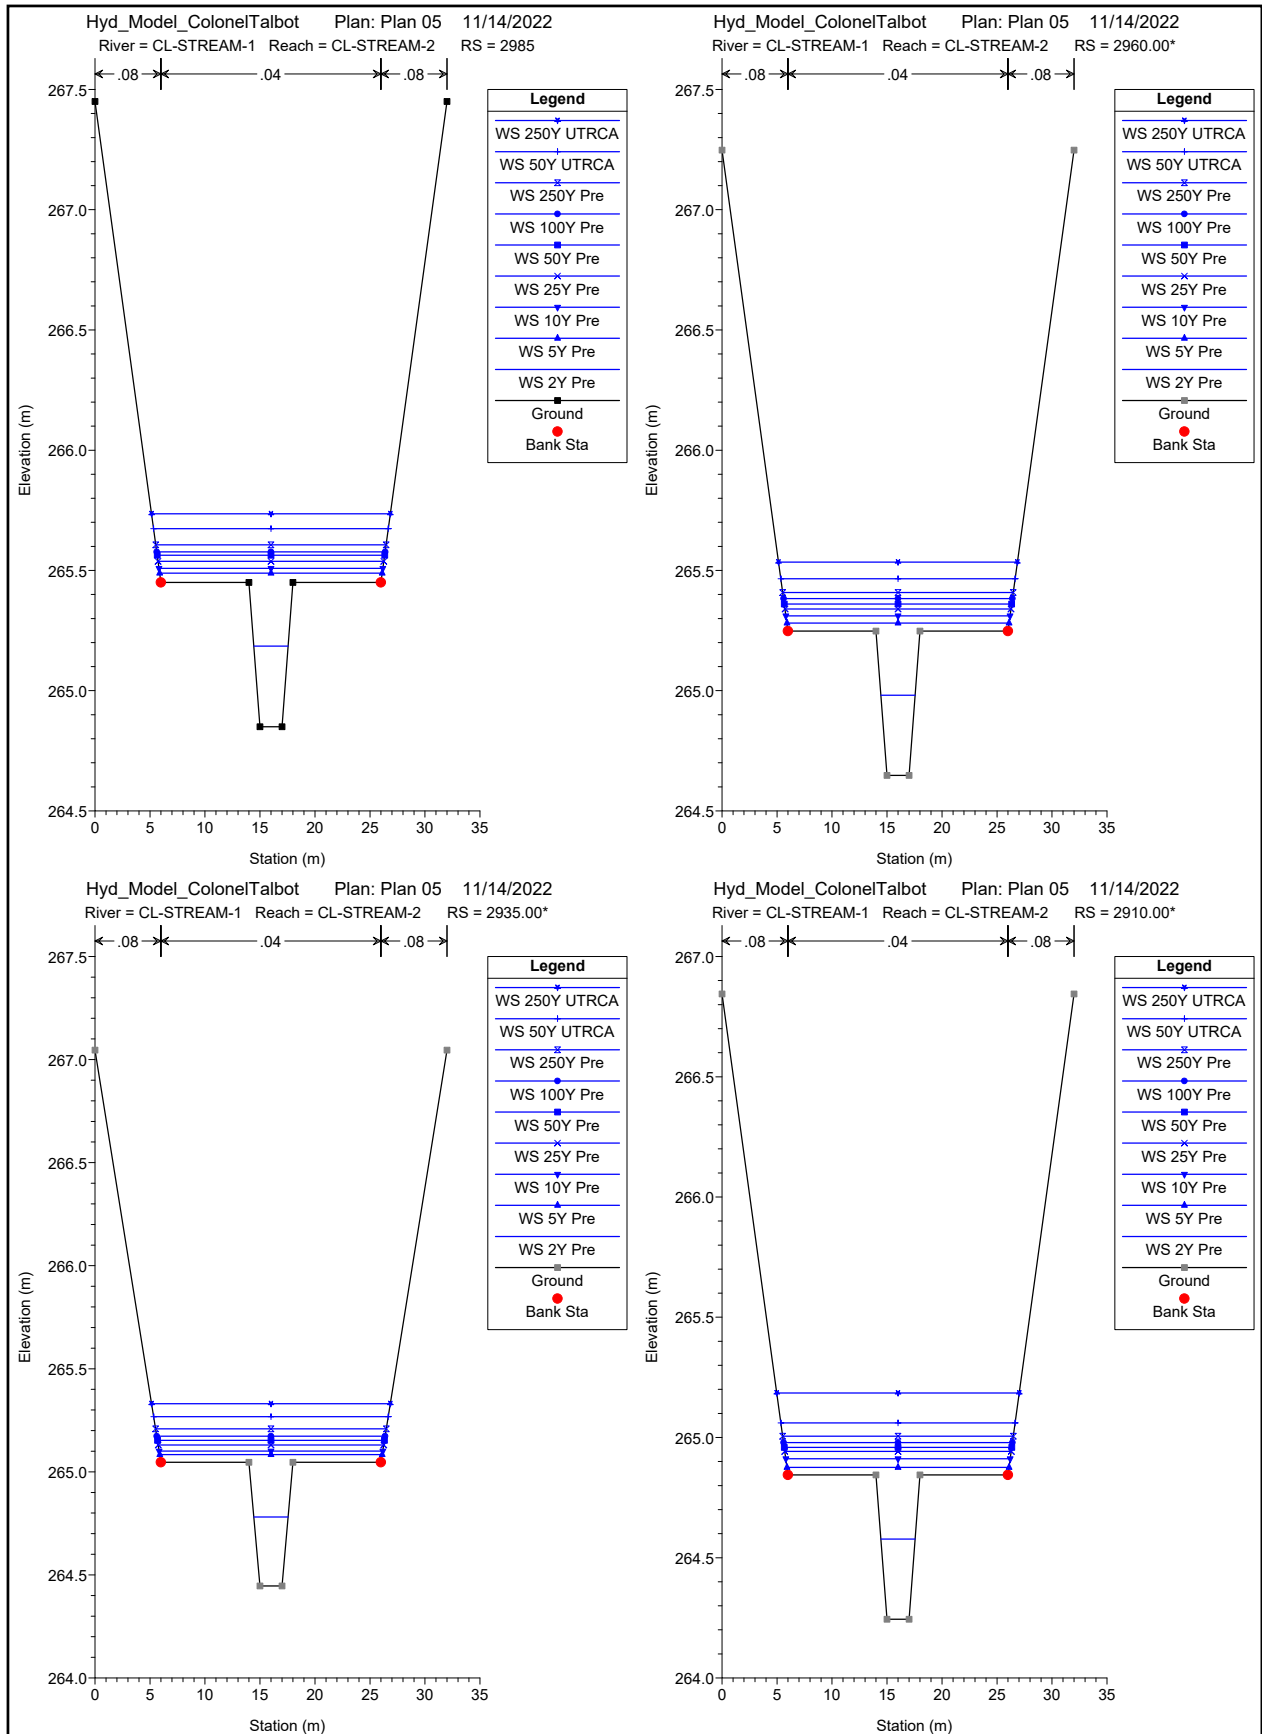 Hyd_Model_ColonelTalbot Plan: Plan 05 11/14/2022
River = CL-STREAM-1 Reach = CL-STREAM-2 RS = 2985
.08 .04 .08
267.5
267.0
266.5
266.0
265.5
265.0
264.5
Elevation (m)
0 5 10 15 20 25 30 35
Station (m)
Legend
WS 250Y UTRCA
WS 50Y UTRCA
WS 250Y Pre
WS 100Y Pre
WS 50Y Pre
WS 25Y Pre
WS 10Y Pre
WS 5Y Pre
WS 2Y Pre
Ground
Bank Sta
Hyd_Model_ColonelTalbot Plan: Plan 05 11/14/2022
River = CL-STREAM-1 Reach = CL-STREAM-2 RS = 2960.00*
.08 .04 .08
267.5
267.0
266.5
266.0
265.5
265.0
264.5
Elevation (m)
0 5 10 15 20 25 30 35
Station (m)
Legend
WS 250Y UTRCA
WS 50Y UTRCA
WS 250Y Pre
WS 100Y Pre
WS 50Y Pre
WS 25Y Pre
WS 10Y Pre
WS 5Y Pre
WS 2Y Pre
Ground
Bank Sta
Hyd_Model_ColonelTalbot Plan: Plan 05 11/14/2022
River = CL-STREAM-1 Reach = CL-STREAM-2 RS = 2935.00*
.08 .04 .08
267.5
267.0
266.5
266.0
265.5
265.0
264.5
264.0
Elevation (m)
0 5 10 15 20 25 30 35
Station (m)
Legend
WS 250Y UTRCA
WS 50Y UTRCA
WS 250Y Pre
WS 100Y Pre
WS 50Y Pre
WS 25Y Pre
WS 10Y Pre
WS 5Y Pre
WS 2Y Pre
Ground
Bank Sta
Hyd_Model_ColonelTalbot Plan: Plan 05 11/14/2022
River = CL-STREAM-1 Reach = CL-STREAM-2 RS = 2910.00*
.08 .04 .08
267.0
266.5
266.0
265.5
265.0
264.5
264.0
Elevation (m)
0 5 10 15 20 25 30 35
Station (m)
Legend
WS 250Y UTRCA
WS 50Y UTRCA
WS 250Y Pre
WS 100Y Pre
WS 50Y Pre
WS 25Y Pre
WS 10Y Pre
WS 5Y Pre
WS 2Y Pre
Ground
Bank Sta